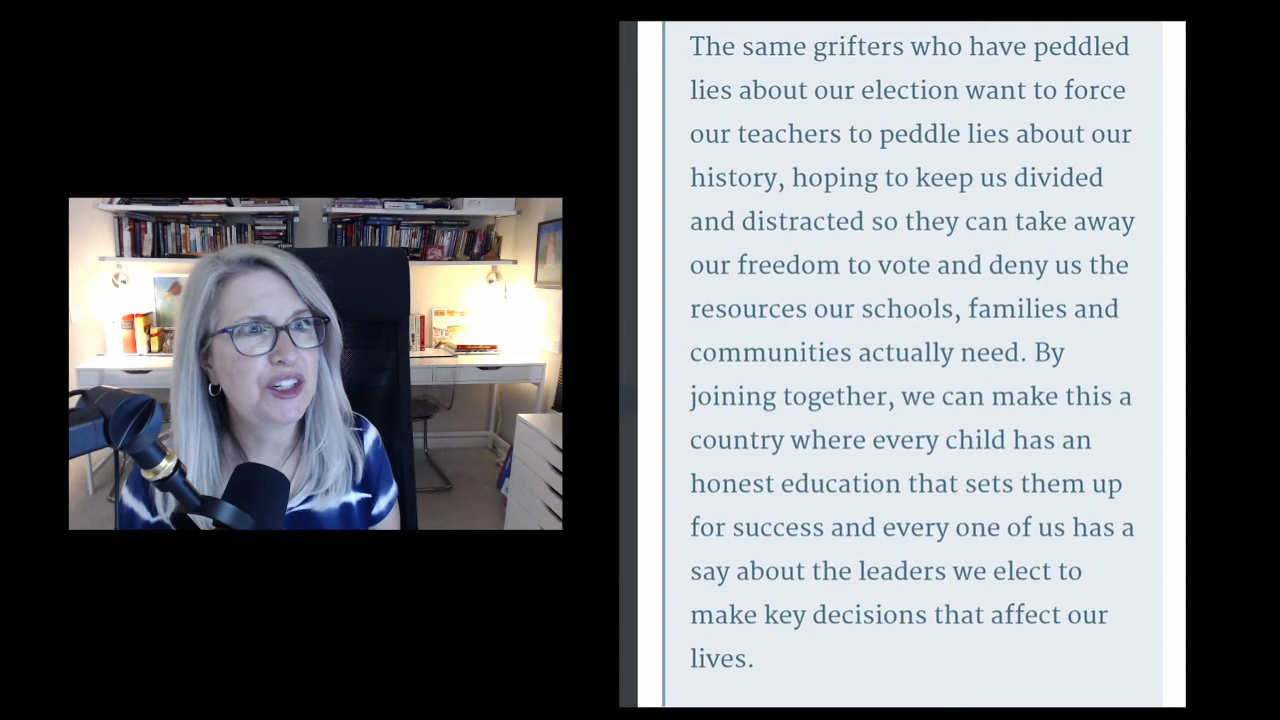 The same grifters who have peddled
lies about our election want to force
our teachers to peddle lies about our
history, hoping to keep us divided
and distracted so they can take away
our freedom to vote and deny us the
resources our schools, families and
communities actually need. By
joining together, we can make this a
country where every child has an
honest education that sets them up
for success and every one of us has a
say about the leaders we elect to
make key decisions that affect our
lives.